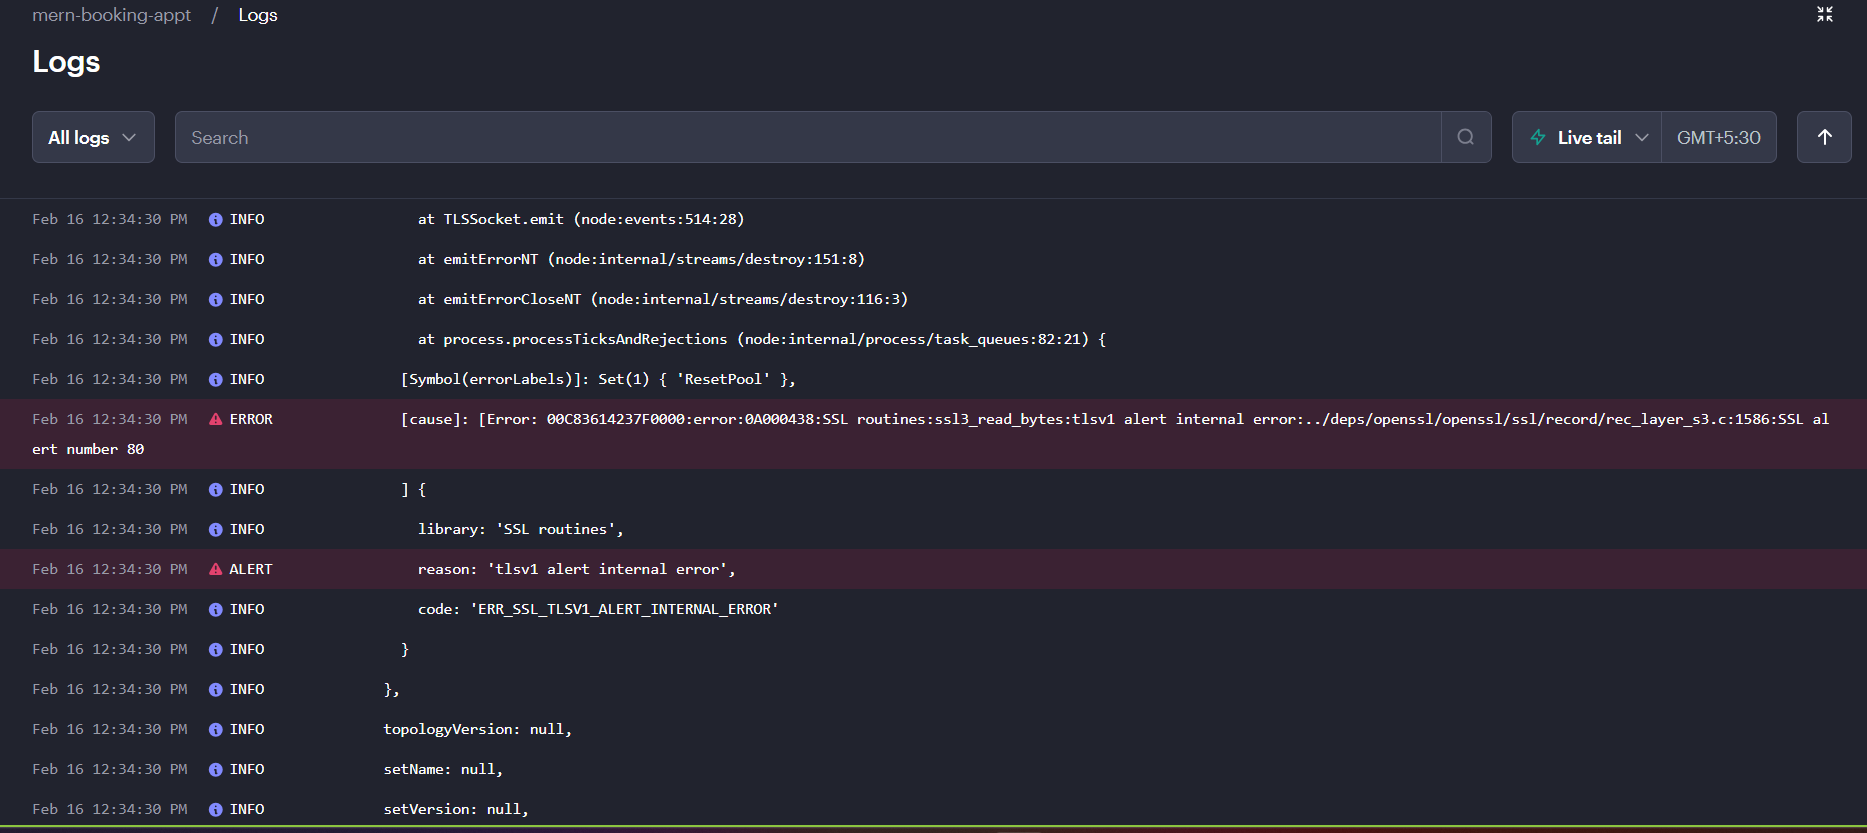 mern-booking-appt / Logs
Logs
All logs Search Live tail GMT+5:30
Feb 16 12:34:30 PM INFO at TLSSocket.emit (node:events:514:28)
Feb 16 12:34:30 PM INFO at emitErrorNT (node:internal/streams/destroy:151:8)
Feb 16 12:34:30 PM INFO at emitErrorCloseNT (node:internal/streams/destroy:116:3)
Feb 16 12:34:30 PM INFO at process.processTicksAndRejections (node:internal/process/task_queues:82:21) {
Feb 16 12:34:30 PM INFO [Symbol(errorLabels)]: Set(1) { 'ResetPool' },
Feb 16 12:34:30 PM ERROR [cause]: [Error: 00C83614237F0000:error:0A000438:SSL routines:ssl3_read_bytes:tlsv1 alert internal error:../deps/openssl/openssl/ssl/record/rec_layer_s3.c:1586:SSL al
ert number 80
Feb 16 12:34:30 PM INFO ] {
Feb 16 12:34:30 PM INFO library: 'SSL routines',
Feb 16 12:34:30 PM ALERT reason: 'tlsv1 alert internal error',
Feb 16 12:34:30 PM INFO code: 'ERR_SSL_TLSV1_ALERT_INTERNAL_ERROR'
Feb 16 12:34:30 PM INFO }
Feb 16 12:34:30 PM INFO },
Feb 16 12:34:30 PM INFO topologyVersion: null,
Feb 16 12:34:30 PM INFO setName: null,
Feb 16 12:34:30 PM INFO setVersion: null,